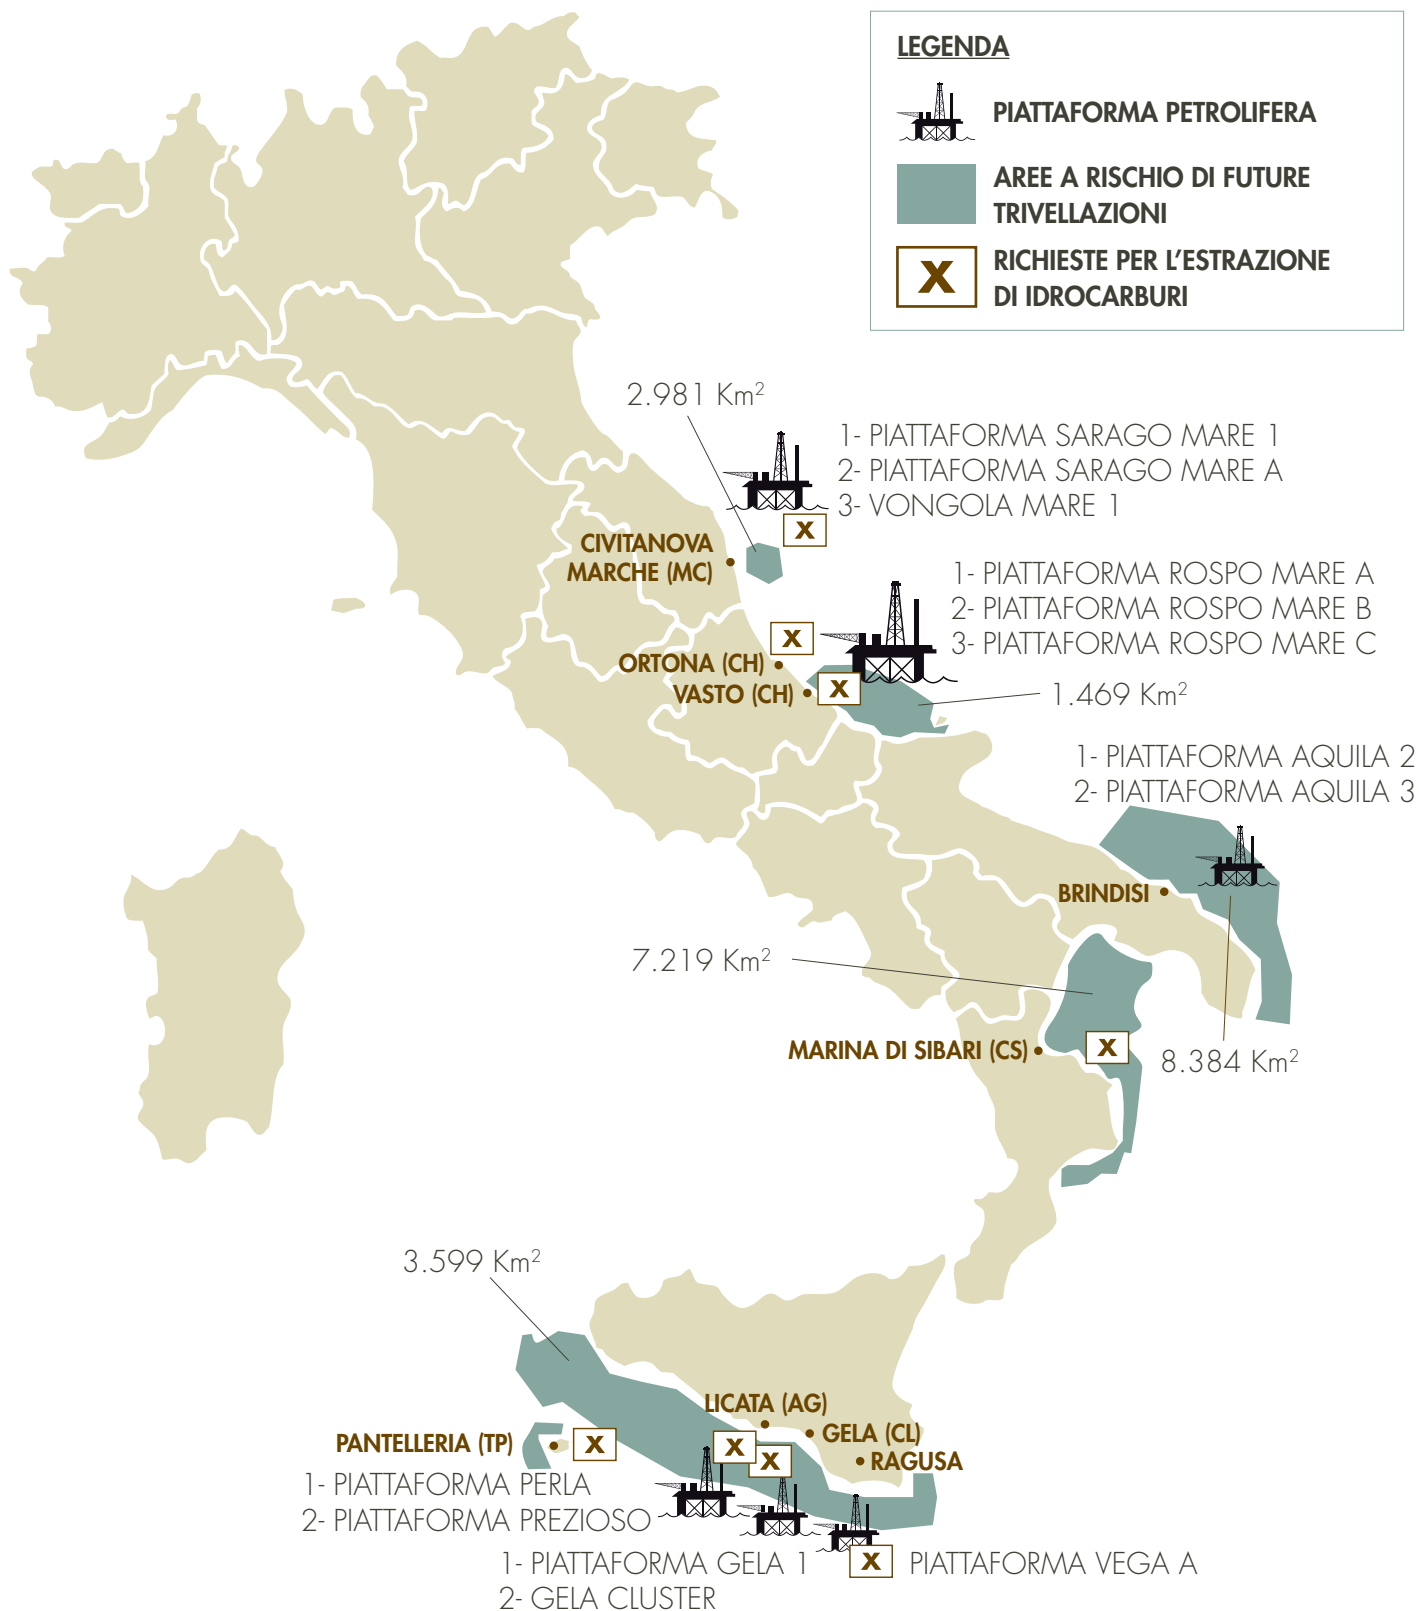 LEGENDA
PIATTAFORMA PETROLIFERA
AREE A RISCHIO DI FUTURE
TRIVELLAZIONI
X
RICHIESTE PER L'ESTRAZIONE
DI IDROCARBURI
2.981 Km²
1- PIATTAFORMA SARAGO MARE 1
2- PIATTAFORMA SARAGO MARE A
3- VONGOLA MARE 1
X
CIVITANOVA
MARCHE (MC)
1- PIATTAFORMA ROSPO MARE A
2- PIATTAFORMA ROSPO MARE B
3- PIATTAFORMA ROSPO MARE C
X
ORTONA (CH)
VASTO (CH)
X
1.469 Km²
1- PIATTAFORMA AQUILA 2
2- PIATTAFORMA AQUILA 3
BRINDISI
7.219 Km²
MARINA DI SIBARI (CS)
X
8.384 Km²
3.599 Km²
LICATA (AG)
GELA (CL)
RAGUSA
PANTELLERIA (TP)
X
X
X
1- PIATTAFORMA PERLA
2- PIATTAFORMA PREZIOSO
1- PIATTAFORMA GELA 1
2- GELA CLUSTER
X
PIATTAFORMA VEGA A